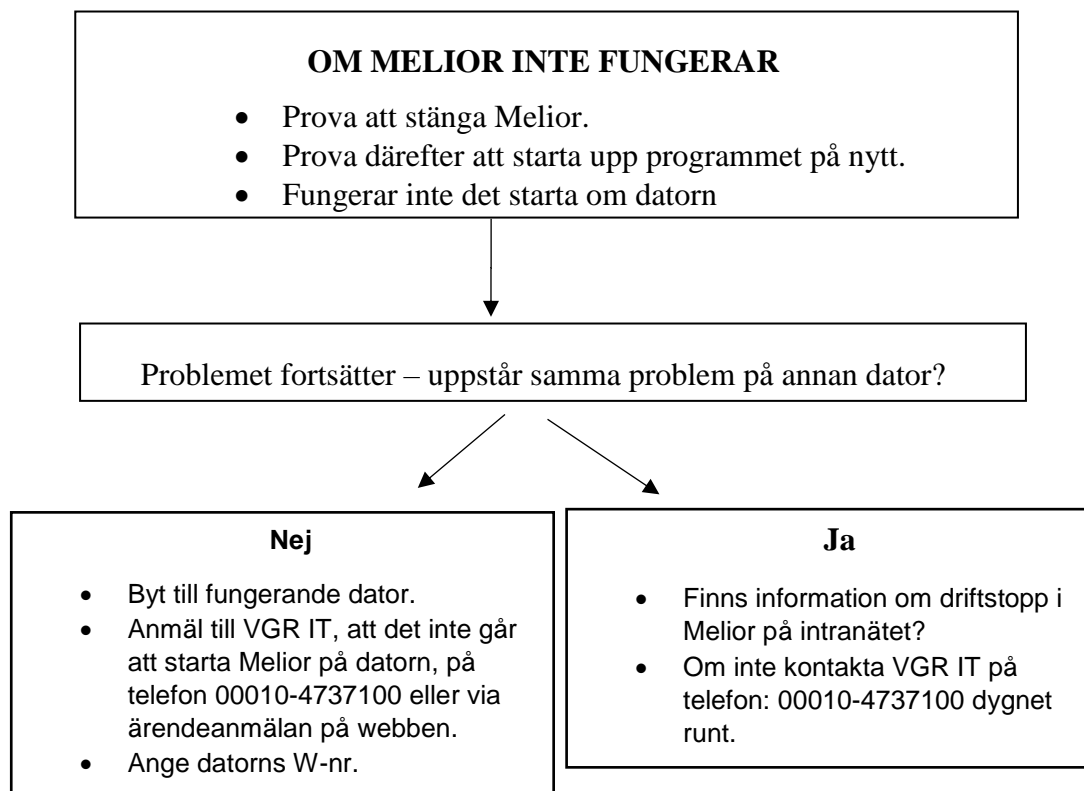 OM MELIOR INTE FUNGERAR
• Prova att stänga Melior.
• Prova därefter att starta upp programmet på nytt.
• Fungerar inte det starta om datorn
Problemet fortsätter – uppstår samma problem på annan dator?
Nej
• Byt till fungerande dator.
• Anmäl till VGR IT, att det inte går
att starta Melior på datorn, på
telefon 00010-4737100 eller via
ärendeanmälan på webben.
• Ange datorns W-nr.
Ja
• Finns information om driftstopp i
Melior på intranätet?
• Om inte kontakta VGR IT på
telefon: 00010-4737100 dygnet
runt.